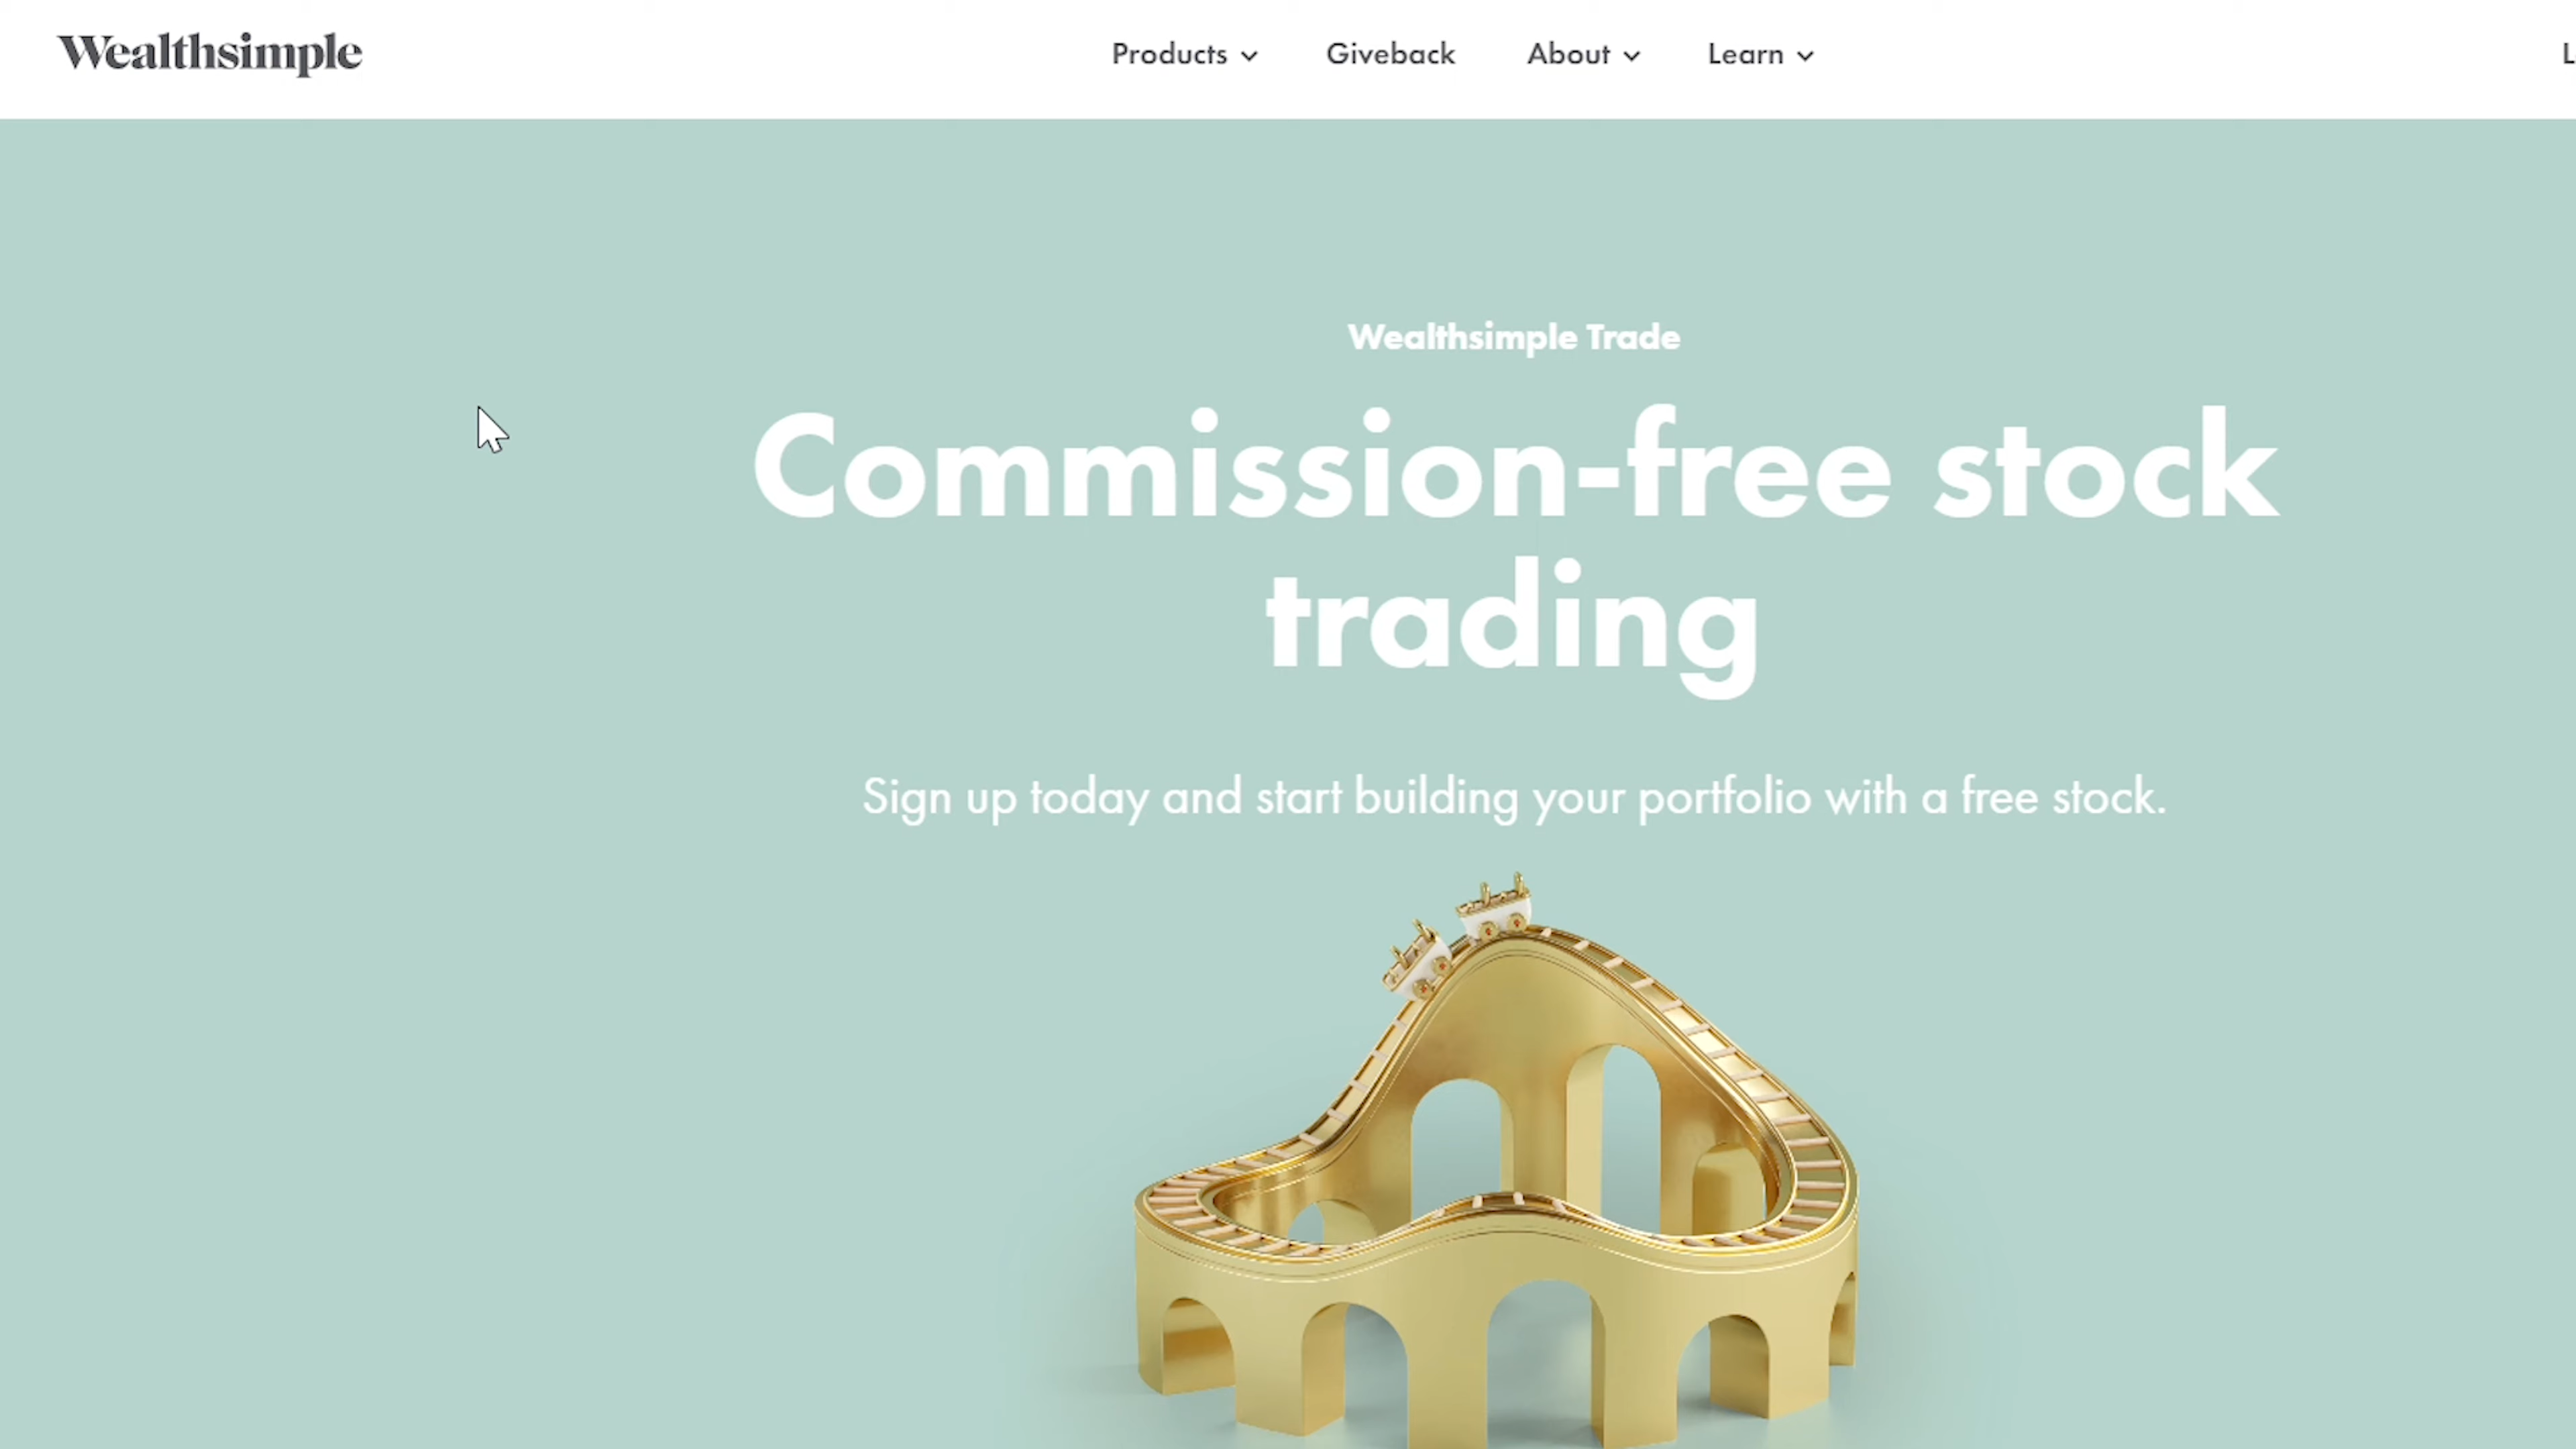 Wealthsimple
Products
Giveback
About
Learn
Wealthsimple Trade
Commission-free stock
trading
Sign up today and start building your portfolio with a free stock.